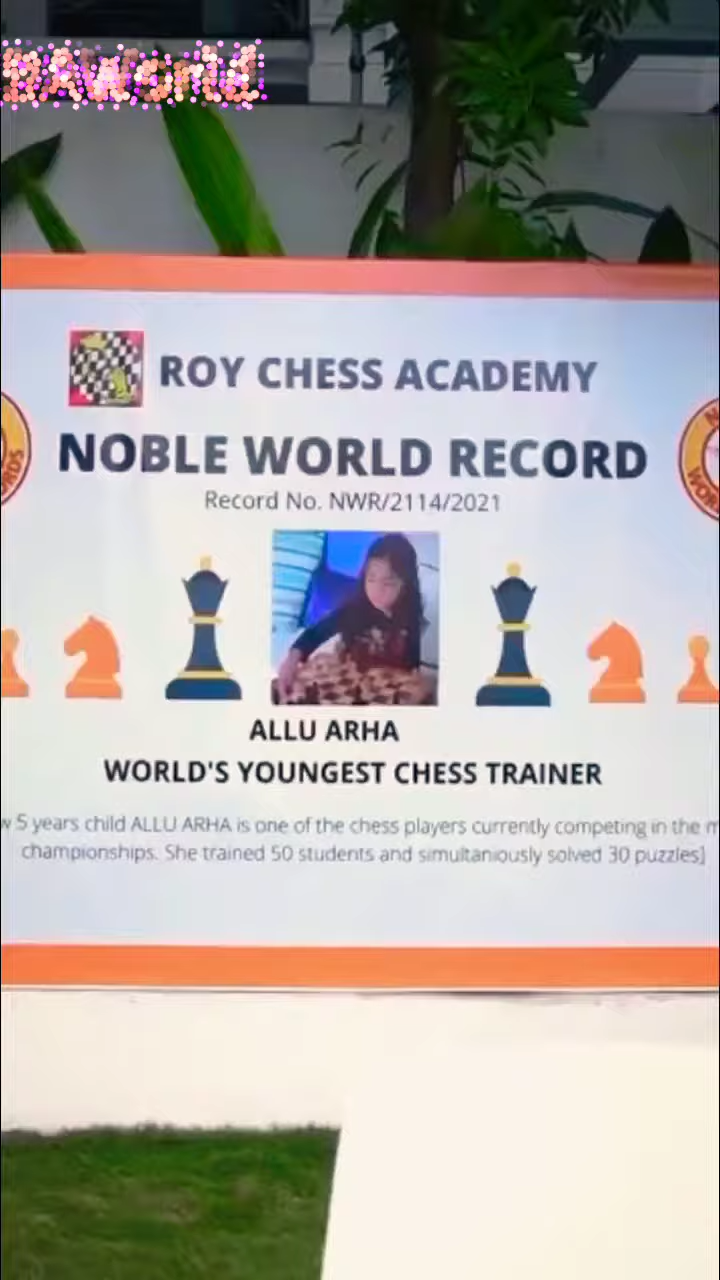 ROY CHESS ACADEMY
NOBLE WORLD RECORD
Record No. NWR/2114/2021
ALLU ARHA
WORLD'S YOUNGEST CHESS TRAINER
5 years child ALLU ARHA is one of the chess players currently competing in the
championships. She trained 50 students and simultaniously solved 30 puzzles]